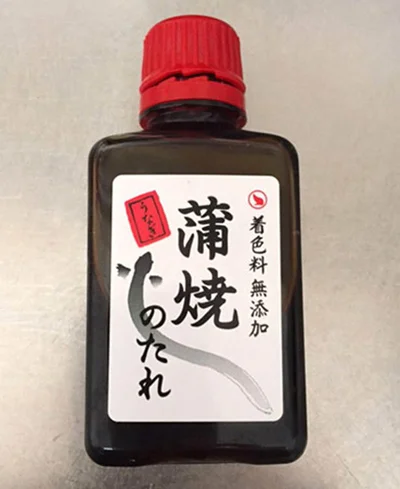 着色料無添加
うなぎ
蒲焼
のたれ